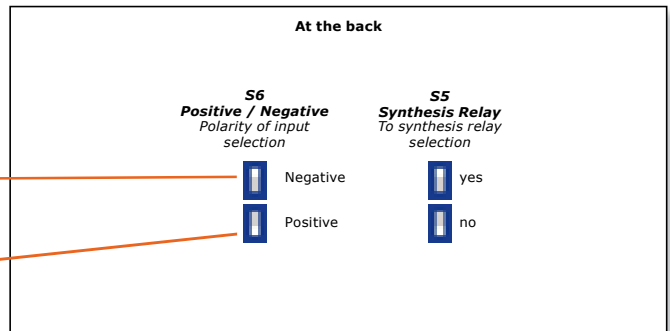 At the back
S6
Positive / Negative
Polarity of input
selection
Negative
Positive
S5
Synthesis Relay
To synthesis relay
selection
yes
no